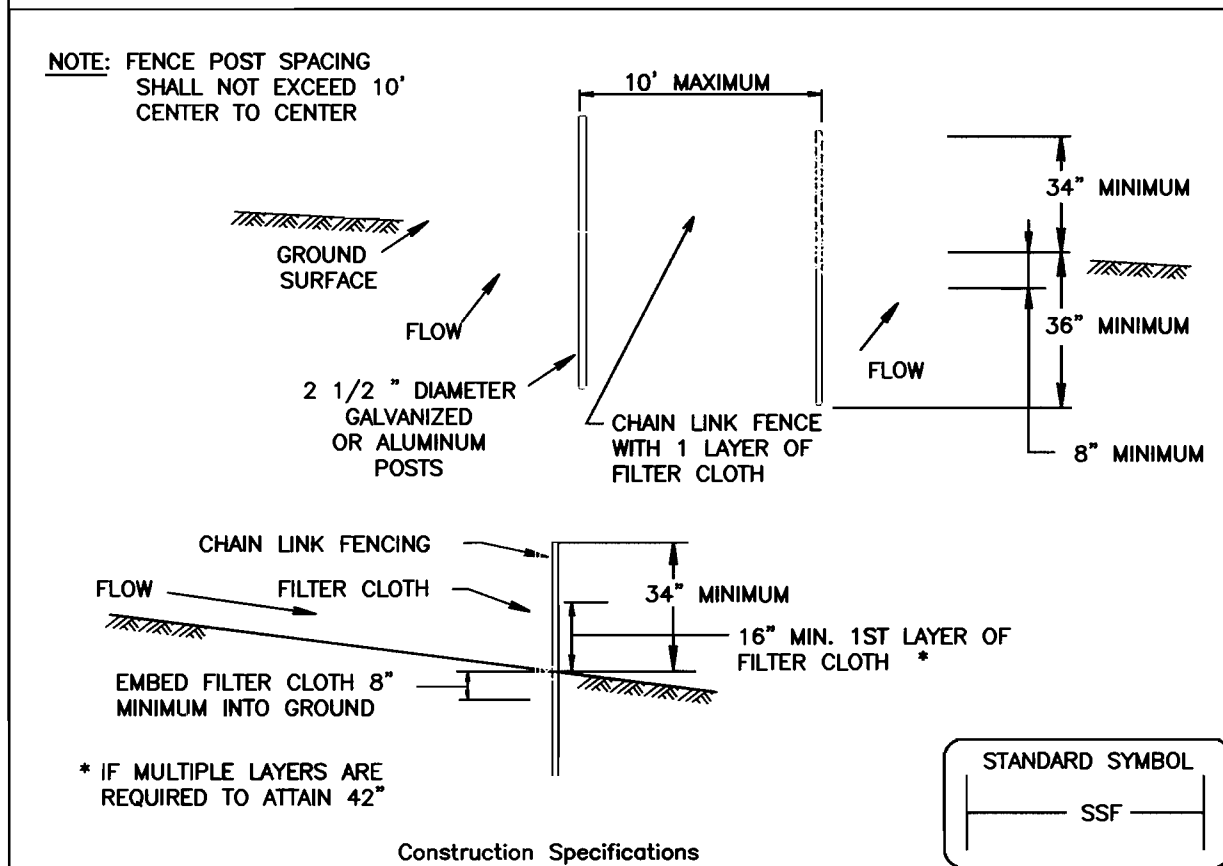 NOTE: FENCE POST SPACING
SHALL NOT EXCEED 10'
CENTER TO CENTER
10' MAXIMUM
34" MINIMUM
GROUND
SURFACE
36" MINIMUM
FLOW
FLOW
2 1/2 " DIAMETER
GALVANIZED
OR ALUMINUM
POSTS
CHAIN LINK FENCE
WITH 1 LAYER OF
FILTER CLOTH
8" MINIMUM
CHAIN LINK FENCING
FLOW
FILTER CLOTH
34" MINIMUM
16" MIN. 1ST LAYER OF
FILTER CLOTH *
EMBED FILTER CLOTH 8"
MINIMUM INTO GROUND
* IF MULTIPLE LAYERS ARE
REQUIRED TO ATTAIN 42"
STANDARD SYMBOL
SSF
Construction Specifications